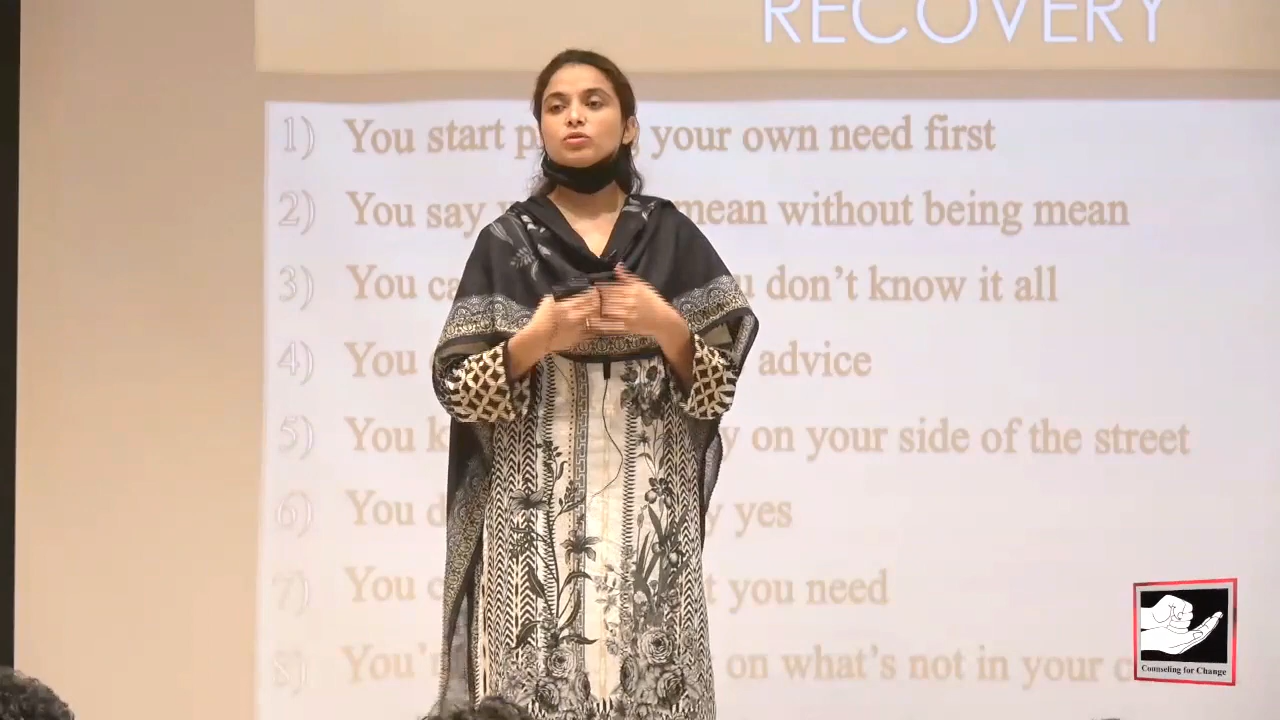 RECOVERY
1) You start your own need first
2) You say mean without being mean
3) You don't know it all
4) You advice
5) You on your side of the street
6) You yes
7) You you need
8) You' on what's not in your
Counseling for Change